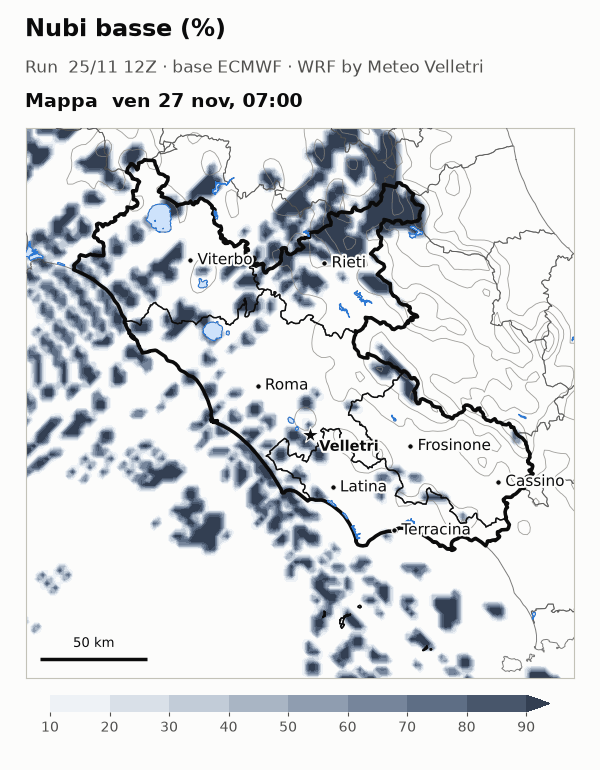 Nubi basse (%)
Run  25/11 12Z · base ECMWF · WRF by Meteo Velletri
Mappa  ven 27 nov, 07:00
Viterbo
Rieti
Roma
Velletri
Frosinone
Latina
Cassino
Terracina
50 km
10 20 30 40 50 60 70 80 90